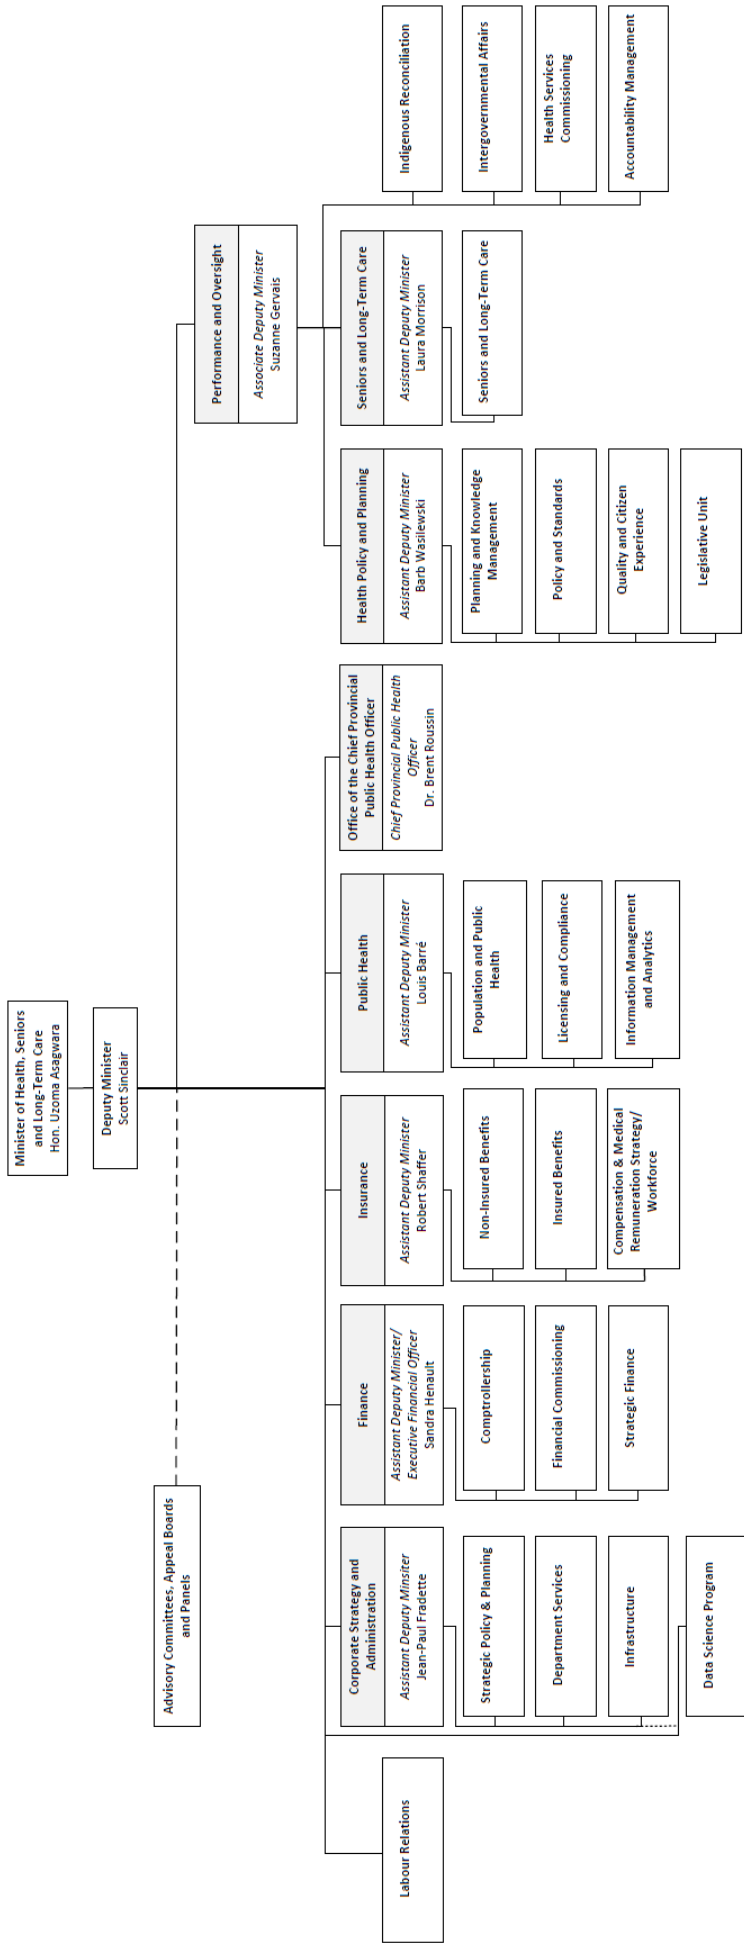 Minister of Health, Seniors
and Long-Term Care
Hon. Uzoma Asagwara
Deputy Minister
Scott Sinclair
Advisory Committees, Appeal Boards
and Panels
Performance and Oversight
Associate Deputy Minister
Suzanne Gervais
Labour Relations
Corporate Strategy and
Administration
Assistant Deputy Minsiter
Jean-Paul Fradette
Strategic Policy & Planning
Department Services
Infrastructure
Data Science Program
Finance
Assistant Deputy Minister/
Executive Financial Officer
Sandra Henault
Comptrollership
Financial Commissioning
Strategic Finance
Insurance
Assistant Deputy Minister
Robert Shaffer
Non-Insured Benefits
Insured Benefits
Compensation & Medical
Remuneration Strategy/
Workforce
Public Health
Assistant Deputy Minister
Louis Barré
Population and Public
Health
Licensing and Compliance
Information Management
and Analytics
Office of the Chief Provincial
Public Health Officer
Chief Provincial Public Health
Officer
Dr. Brent Roussin
Health Policy and Planning
Assistant Deputy Minister
Barb Wasilewski
Planning and Knowledge
Management
Policy and Standards
Quality and Citizen
Experience
Legislative Unit
Seniors and Long-Term Care
Assistant Deputy Minister
Laura Morrison
Seniors and Long-Term Care
Indigenous Reconciliation
Intergovernmental Affairs
Health Services
Commissioning
Accountability Management